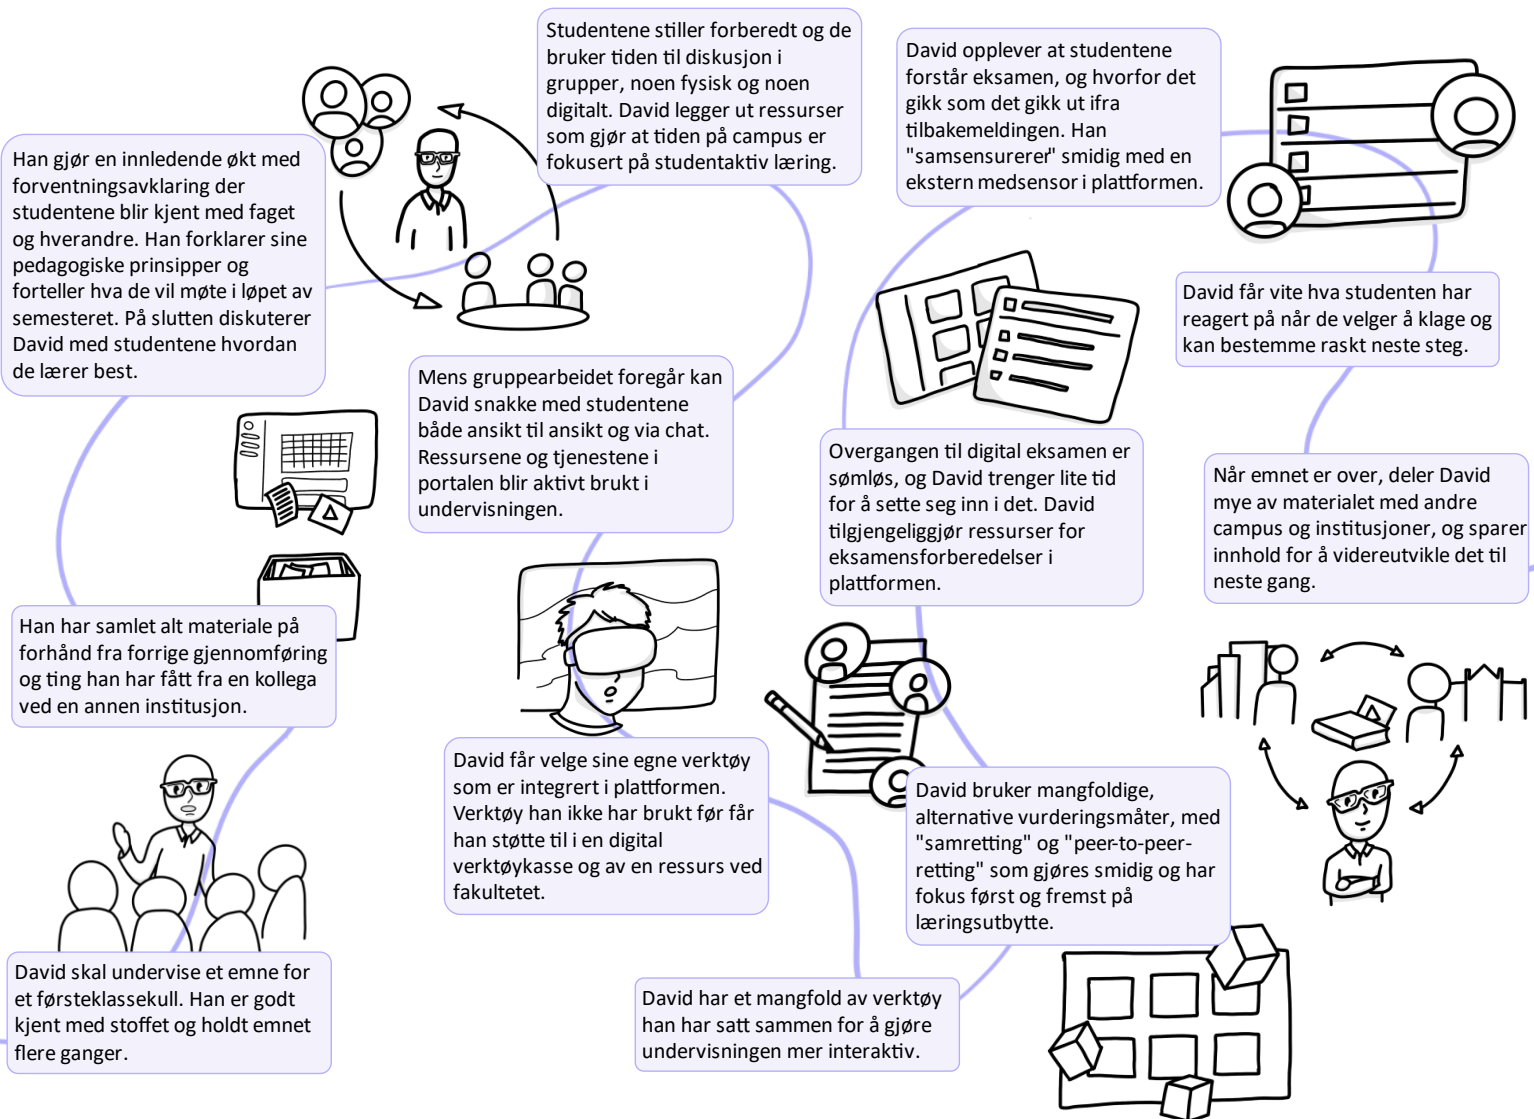 David skal undervise et emne for
et førsteklassekull. Han er godt
kjent med stoffet og holdt emnet
flere ganger.
Han har samlet alt materiale på
forhånd fra forrige gjennomføring
og ting han har fått fra en kollega
ved en annen institusjon.
Han gjør en innledende økt med
forventningsavklaring der
studentene blir kjent med faget
og hverandre. Han forklarer sine
pedagogiske prinsipper og
forteller hva de vil møte i løpet av
semesteret. På slutten diskuterer
David med studentene hvordan
de lærer best.
Studentene stiller forberedt og de
bruker tiden til diskusjon i
grupper, noen fysisk og noen
digitalt. David legger ut ressurser
som gjør at tiden på campus er
fokusert på studentaktiv læring.
Mens gruppearbeidet foregår kan
David snakke med studentene
både ansikt til ansikt og via chat.
Ressursene og tjenestene i
portalen blir aktivt brukt i
undervisningen.
David får velge sine egne verktøy
som er integrert i plattformen.
Verktøy han ikke har brukt før får
han støtte til i en digital
verktøykasse og av en ressurs ved
fakultetet.
David har et mangfold av verktøy
han har satt sammen for å gjøre
undervisningen mer interaktiv.
David bruker mangfoldige,
alternative vurderingsmåter, med
"samretting" og "peer-to-peer-
retting" som gjøres smidig og har
fokus først og fremst på
læringsutbytte.
Overgangen til digital eksamen er
sømløs, og David trenger lite tid
for å sette seg inn i det. David
tilgjengeliggjør ressurser for
eksamensforberedelser i
plattformen.
David opplever at studentene
forstår eksamen, og hvorfor det
gikk som det gikk ut ifra
tilbakemeldingen. Han
"samsensurerer" smidig med en
ekstern medsensor i plattformen.
David får vite hva studenten har
reagert på når de velger å klage og
kan bestemme raskt neste steg.
Når emnet er over, deler David
mye av materialet med andre
campus og institusjoner, og sparer
innhold for å videreutvikle det til
neste gang.